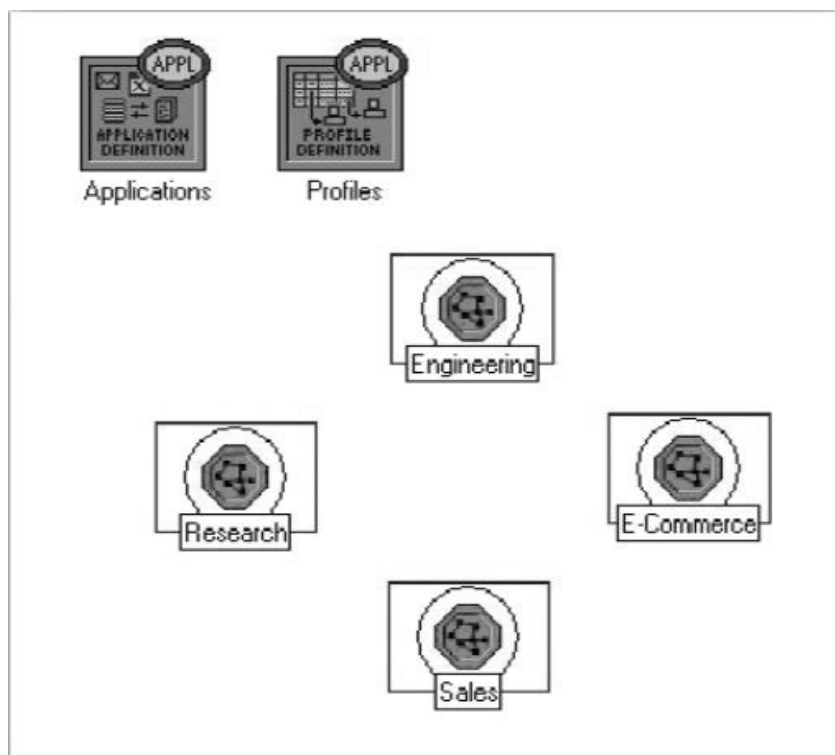 APPL
APPLICATION
DEFINITION
Applications
APPL
PROFILE
DEFINITION
Profiles
Engineering
Research
E-Commerce
Sales